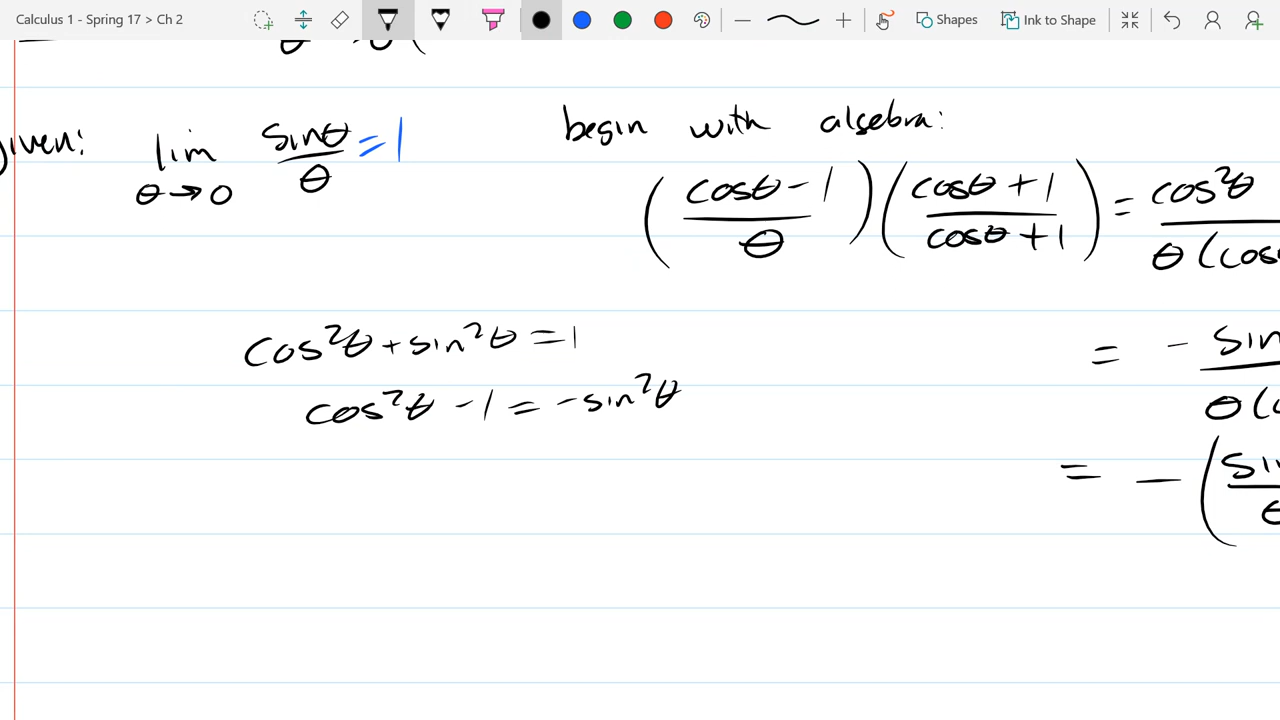 Calculus 1 - Spring 17 > Ch 2
Shapes
Ink to Shape
given:
lim θ→0 sinθ/θ = 1
begin with algebra:
((cosθ - 1)/θ)((cosθ + 1)/(cosθ + 1)) = cos²θ / θ(cos
cos²θ + sin²θ = 1
cos²θ - 1 = -sin²θ
= - sin / θ(
= - (sin / θ